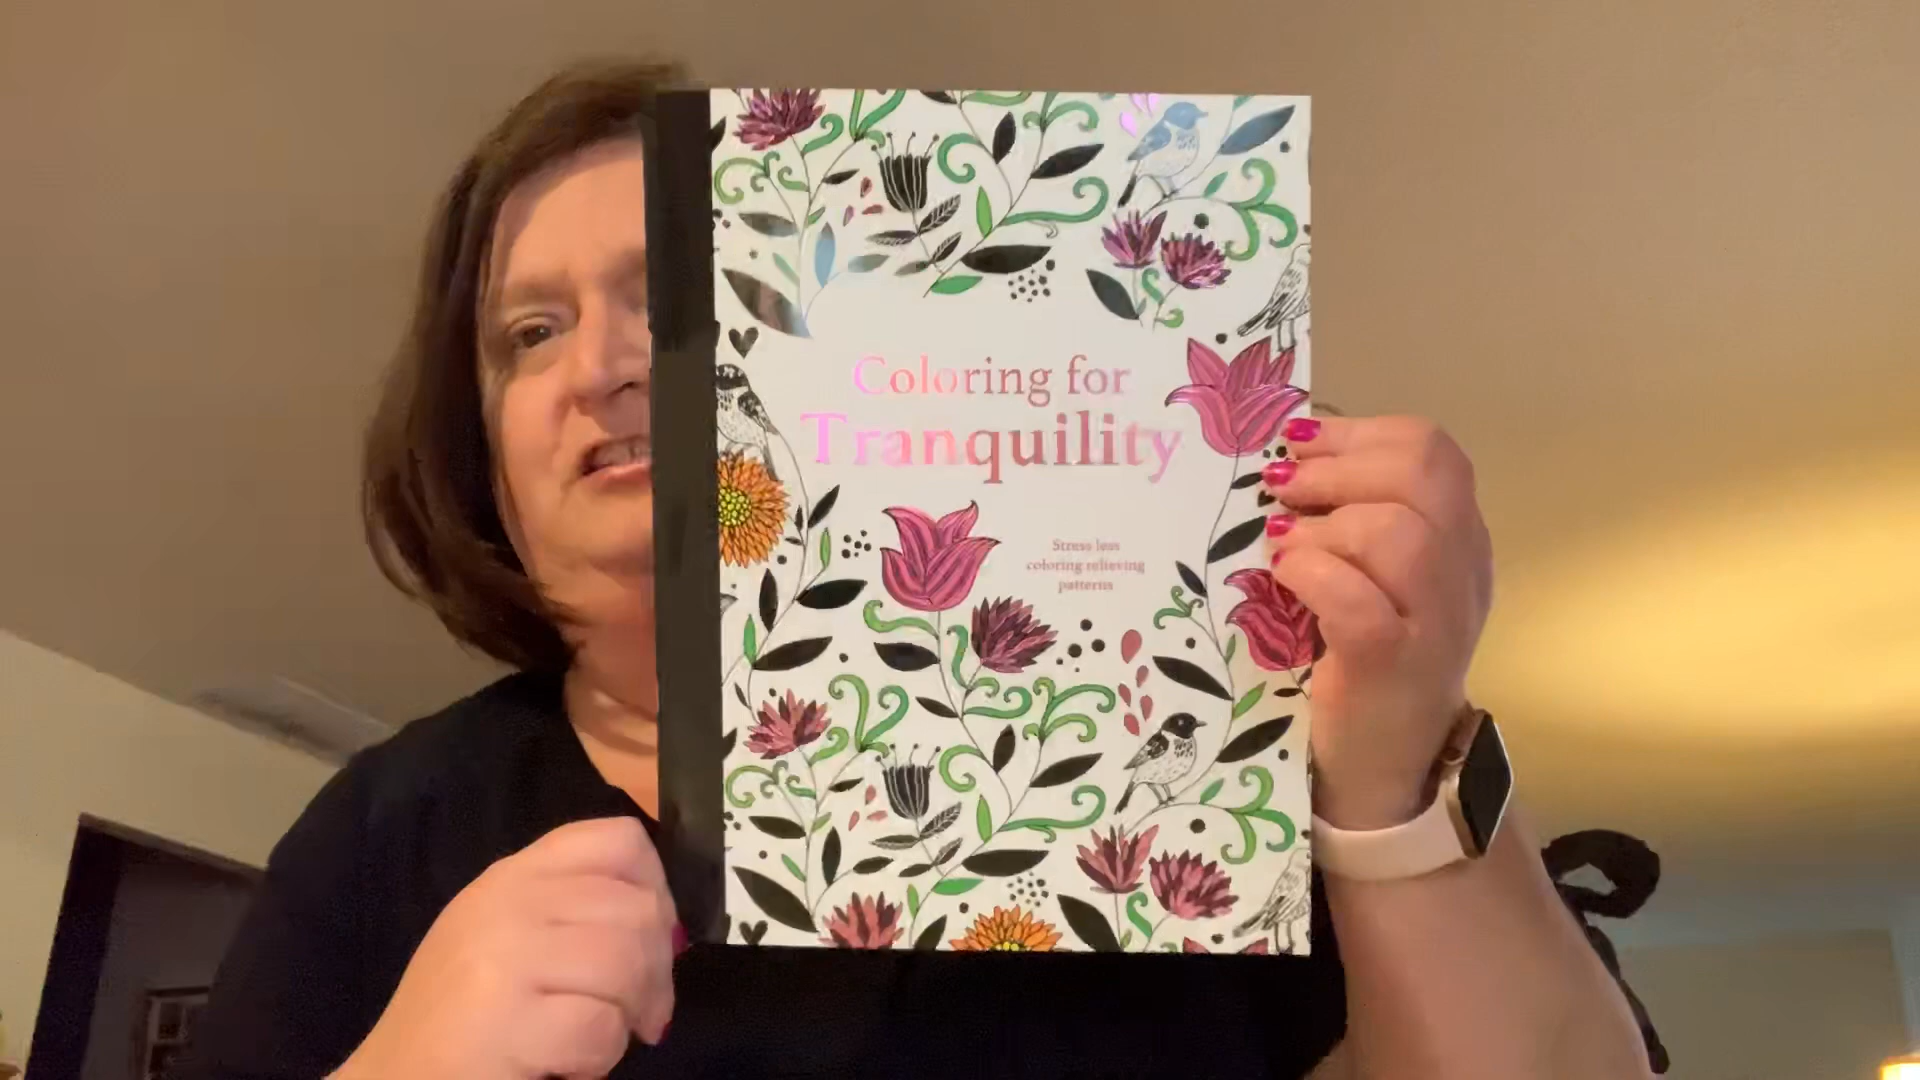 Coloring for
Tranquility
Stress less
coloring relieving
patterns